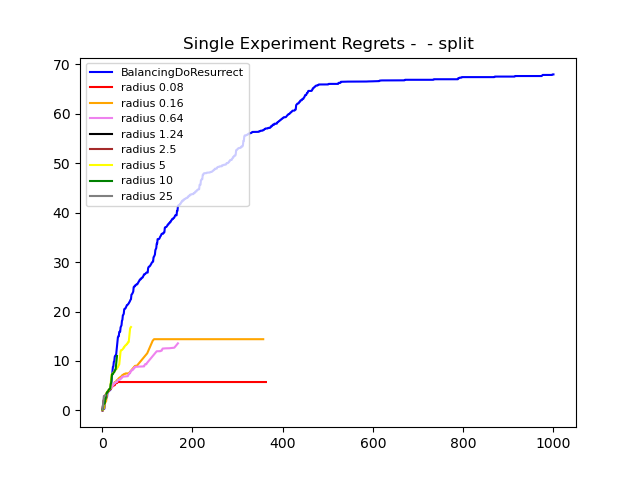 Single Experiment Regrets -  - split
BalancingDoResurrect
radius 0.08
radius 0.16
radius 0.64
radius 1.24
radius 2.5
radius 5
radius 10
radius 25
70
60
50
40
30
20
10
0
0 200 400 600 800 1000